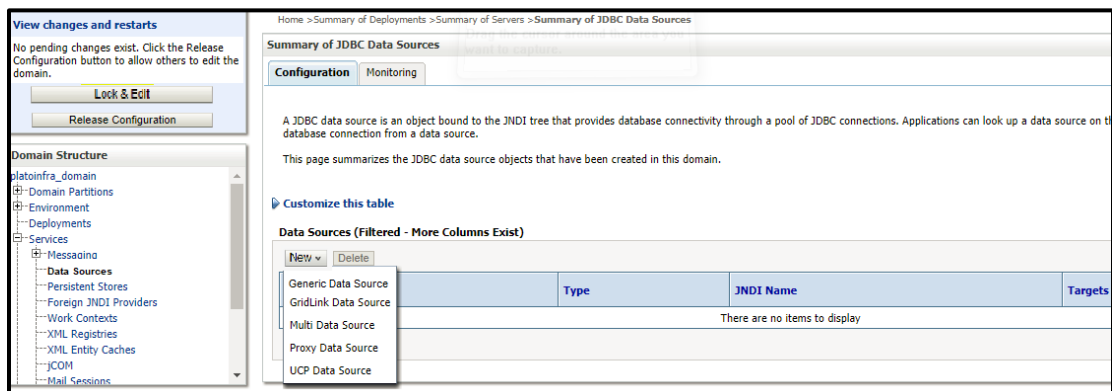 View changes and restarts
No pending changes exist. Click the Release
Configuration button to allow others to edit the
domain.
Lock & Edit
Release Configuration
Domain Structure
platoinfra_domain
Domain Partitions
Environment
Deployments
Services
Messaging
Data Sources
Persistent Stores
Foreign JNDI Providers
Work Contexts
XML Registries
XML Entity Caches
jCOM
Mail Sessions
Home >Summary of Deployments >Summary of Servers >Summary of JDBC Data Sources
Summary of JDBC Data Sources
Drag the cursor around the area you
want to capture.
Configuration Monitoring
A JDBC data source is an object bound to the JNDI tree that provides database connectivity through a pool of JDBC connections. Applications can look up a data source on
database connection from a data source.
This page summarizes the JDBC data source objects that have been created in this domain.
Customize this table
Data Sources (Filtered - More Columns Exist)
New Delete
Type JNDI Name Targets
There are no items to display
Generic Data Source
GridLink Data Source
Multi Data Source
Proxy Data Source
UCP Data Source